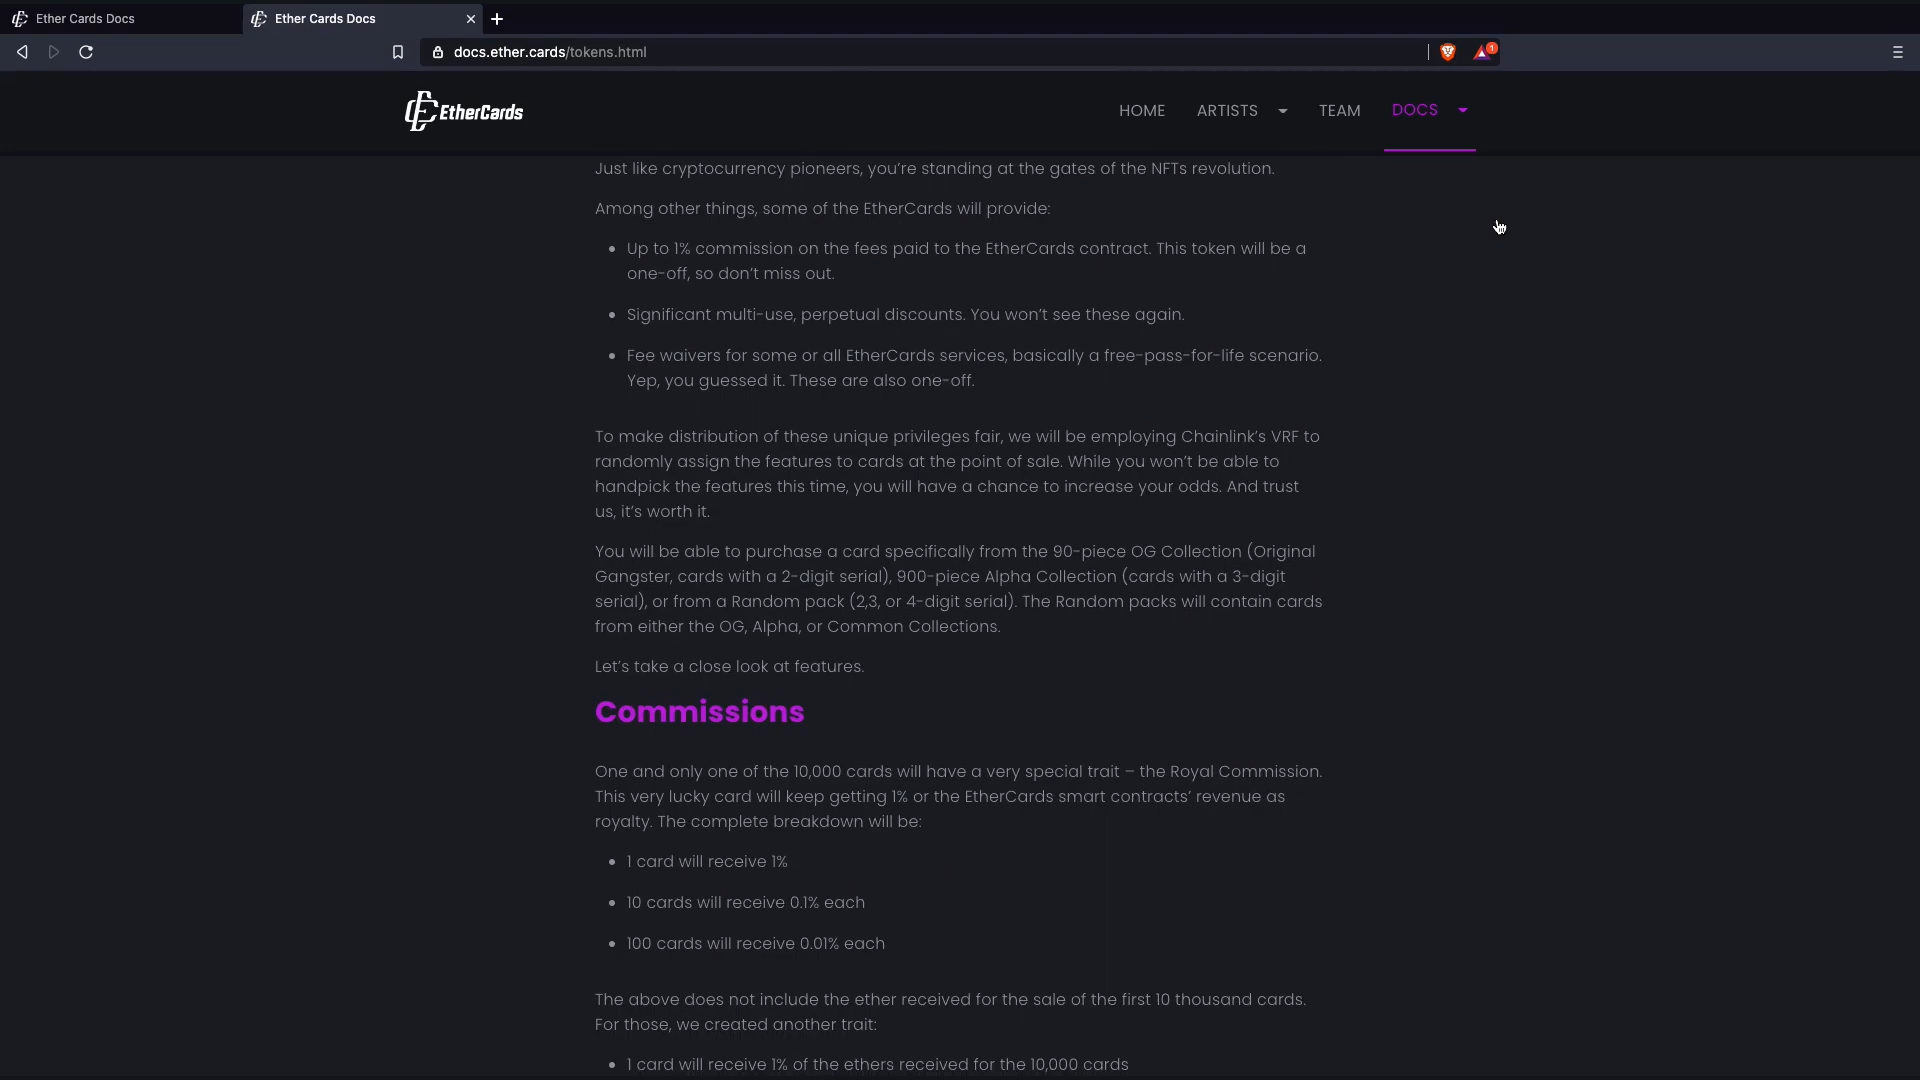 Ether Cards Docs
Ether Cards Docs
docs.ether.cards/tokens.html
1
EtherCards
HOME
ARTISTS
TEAM
DOCS
Just like cryptocurrency pioneers, you’re standing at the gates of the NFTs revolution.
Among other things, some of the EtherCards will provide:
Up to 1% commission on the fees paid to the EtherCards contract. This token will be a
one-off, so don’t miss out.
Significant multi-use, perpetual discounts. You won’t see these again.
Fee waivers for some or all EtherCards services, basically a free-pass-for-life scenario.
Yep, you guessed it. These are also one-off.
To make distribution of these unique privileges fair, we will be employing Chainlink’s VRF to
randomly assign the features to cards at the point of sale. While you won’t be able to
handpick the features this time, you will have a chance to increase your odds. And trust
us, it’s worth it.
You will be able to purchase a card specifically from the 90-piece OG Collection (Original
Gangster, cards with a 2-digit serial), 900-piece Alpha Collection (cards with a 3-digit
serial), or from a Random pack (2,3, or 4-digit serial). The Random packs will contain cards
from either the OG, Alpha, or Common Collections.
Let’s take a close look at features.
Commissions
One and only one of the 10,000 cards will have a very special trait – the Royal Commission.
This very lucky card will keep getting 1% or the EtherCards smart contracts’ revenue as
royalty. The complete breakdown will be:
1 card will receive 1%
10 cards will receive 0.1% each
100 cards will receive 0.01% each
The above does not include the ether received for the sale of the first 10 thousand cards.
For those, we created another trait:
1 card will receive 1% of the ethers received for the 10,000 cards